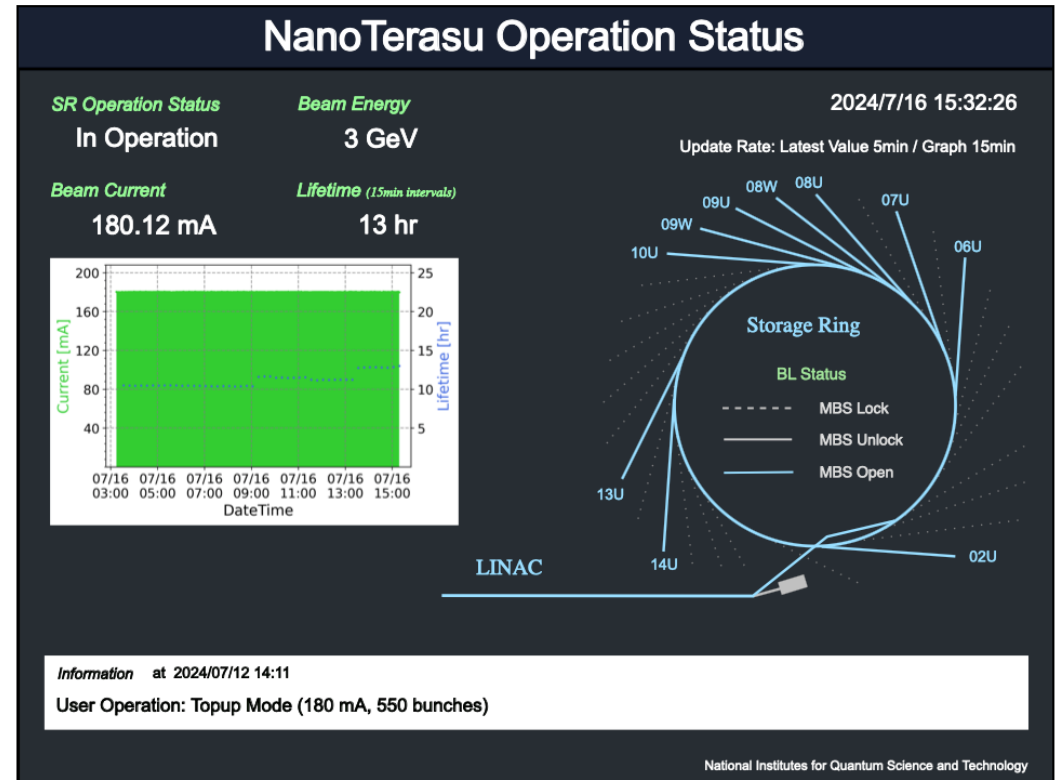 NanoTerasu Operation Status
SR Operation Status
Beam Energy
2024/7/16 15:32:26
In Operation
3 GeV
Update Rate: Latest Value 5min / Graph 15min
Beam Current
Lifetime (15min intervals)
180.12 mA
13 hr
200
160
120
80
40
Current [mA]
25
20
15
10
5
Lifetime [hr]
07/16 07/16 07/16 07/16 07/16 07/16 07/16
03:00 05:00 07:00 09:00 11:00 13:00 15:00
DateTime
08W
08U
09U
07U
09W
06U
10U
Storage Ring
BL Status
MBS Lock
MBS Unlock
MBS Open
13U
14U
02U
LINAC
Information at 2024/07/12 14:11
User Operation: Topup Mode (180 mA, 550 bunches)
National Institutes for Quantum Science and Technology